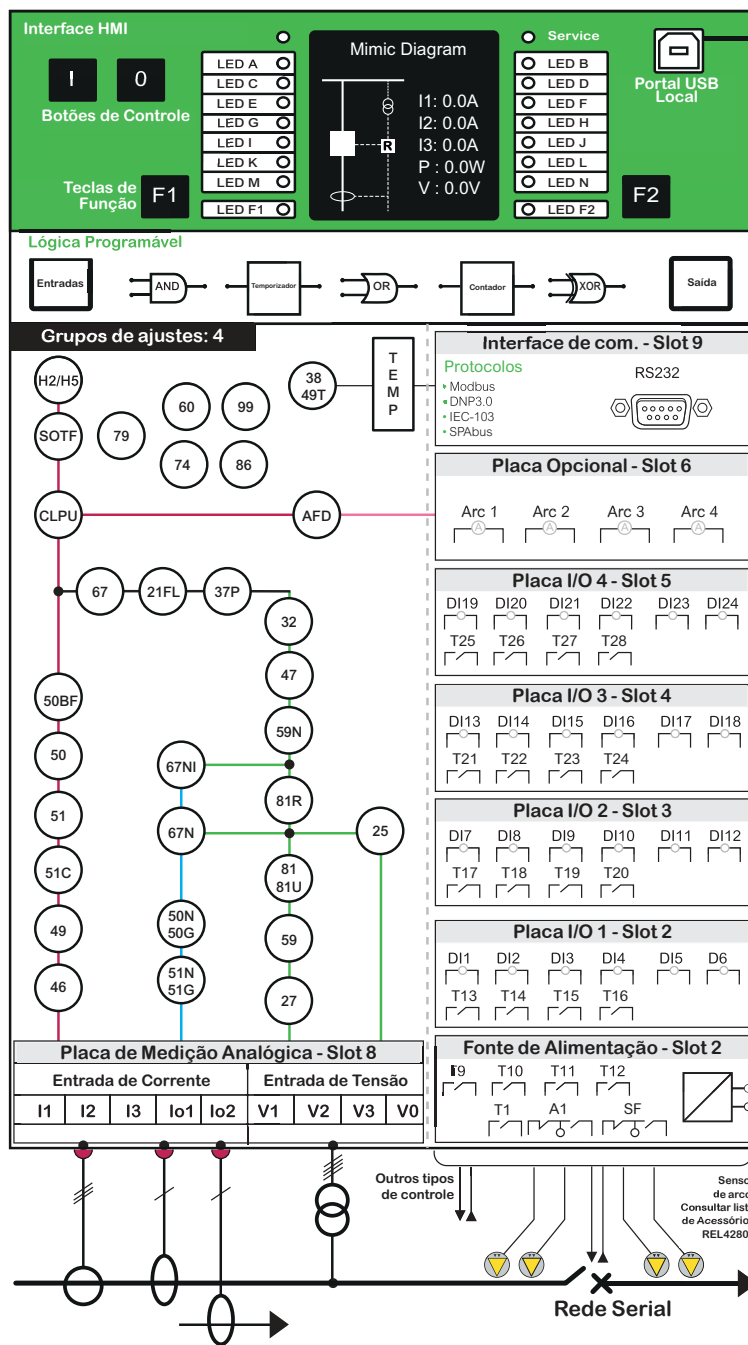 Interface HMI
Service
Mimic Diagram
LED A
LED C
LED E
LED G
LED I
LED K
LED M
LED F1
I1: 0.0A
I2: 0.0A
I3: 0.0A
P : 0.0W
V : 0.0V
R
LED B
LED D
LED F
LED H
LED J
LED L
LED N
LED F2
I
0
Botões de Controle
Teclas de
Função
F1
F2
Portal USB
Local
Lógica Programável
Entradas
AND
Temporizador
OR
Contador
XOR
Saída
Grupos de ajustes: 4
H2/H5
SOTF
79
60
99
74
86
38
49T
TEMP
CLPU
AFD
67
21FL
37P
32
47
59N
50BF
50
51
51C
49
46
67NI
67N
50N
50G
51N
51G
81R
25
81
81U
59
27
Interface de com. - Slot 9
Protocolos
• Modbus
• DNP3.0
• IEC-103
• SPAbus
RS232
Placa Opcional - Slot 6
Arc 1 Arc 2 Arc 3 Arc 4
A A A A
Placa I/O 4 - Slot 5
DI19 DI20 DI21 DI22 DI23 DI24
T25 T26 T27 T28
Placa I/O 3 - Slot 4
DI13 DI14 DI15 DI16 DI17 DI18
T21 T22 T23 T24
Placa I/O 2 - Slot 3
DI7 DI8 DI9 DI10 DI11 DI12
T17 T18 T19 T20
Placa I/O 1 - Slot 2
DI1 DI2 DI3 DI4 DI5 D6
T13 T14 T15 T16
Fonte de Alimentação - Slot 2
T10 T11 T12
T1 A1 SF
Placa de Medição Analógica - Slot 8
Entrada de Corrente Entrada de Tensão
I1 I2 I3 Io1 Io2 V1 V2 V3 V0
Outros tipos
de controle
Senso
de arco
Consultar list
de Acessório
REL4280
Rede Serial